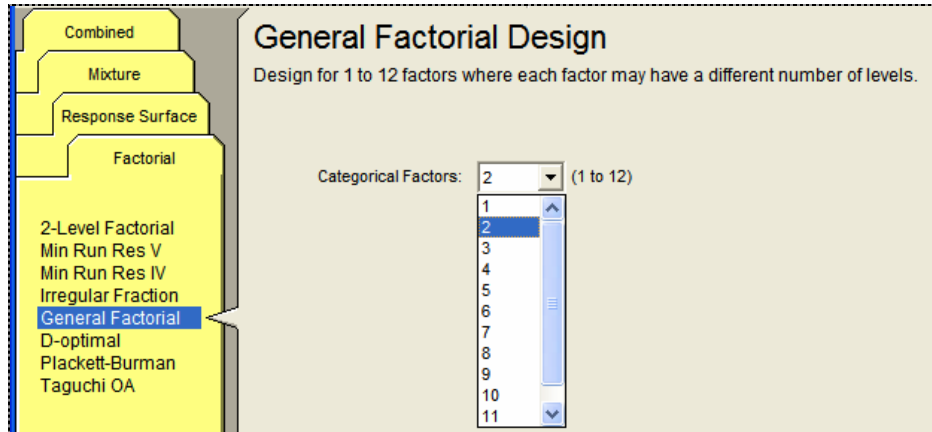 Combined
Mixture
Response Surface
Factorial
2-Level Factorial
Min Run Res V
Min Run Res IV
Irregular Fraction
General Factorial
D-optimal
Plackett-Burman
Taguchi OA
General Factorial Design
Design for 1 to 12 factors where each factor may have a different number of levels.
Categorical Factors: 2 (1 to 12)
1
2
3
4
5
6
7
8
9
10
11